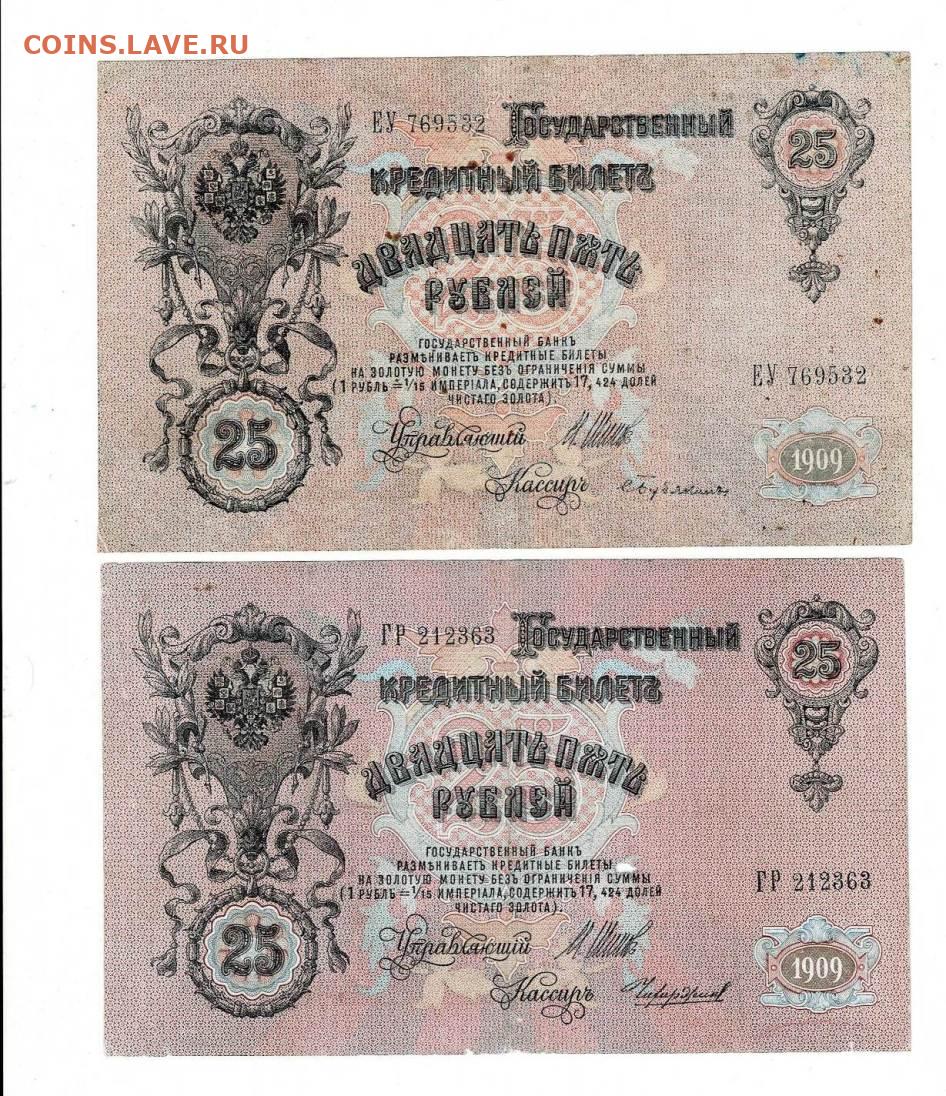 COINS.LAVE.RU
ЕУ 769532 Государственный
25
Кредитный Билетъ
Двадцать пять
рублей
Государственный Банкъ
размѣниваетъ кредитные билеты
на золотую монету безъ ограниченія суммы
(1 рубль = 1/15 имперіала, содержитъ 17,424 долей
чистаго золота).
ЕУ 769532
25
Управляющій
1909
Кассиръ
ГР 212363 Государственный
25
Кредитный Билетъ
Двадцать пять
рублей
Государственный Банкъ
размѣниваетъ кредитные билеты
на золотую монету безъ ограниченія суммы
(1 рубль = 1/15 имперіала, содержитъ 17,424 долей
чистаго золота).
ГР 212363
25
Управляющій
1909
Кассиръ